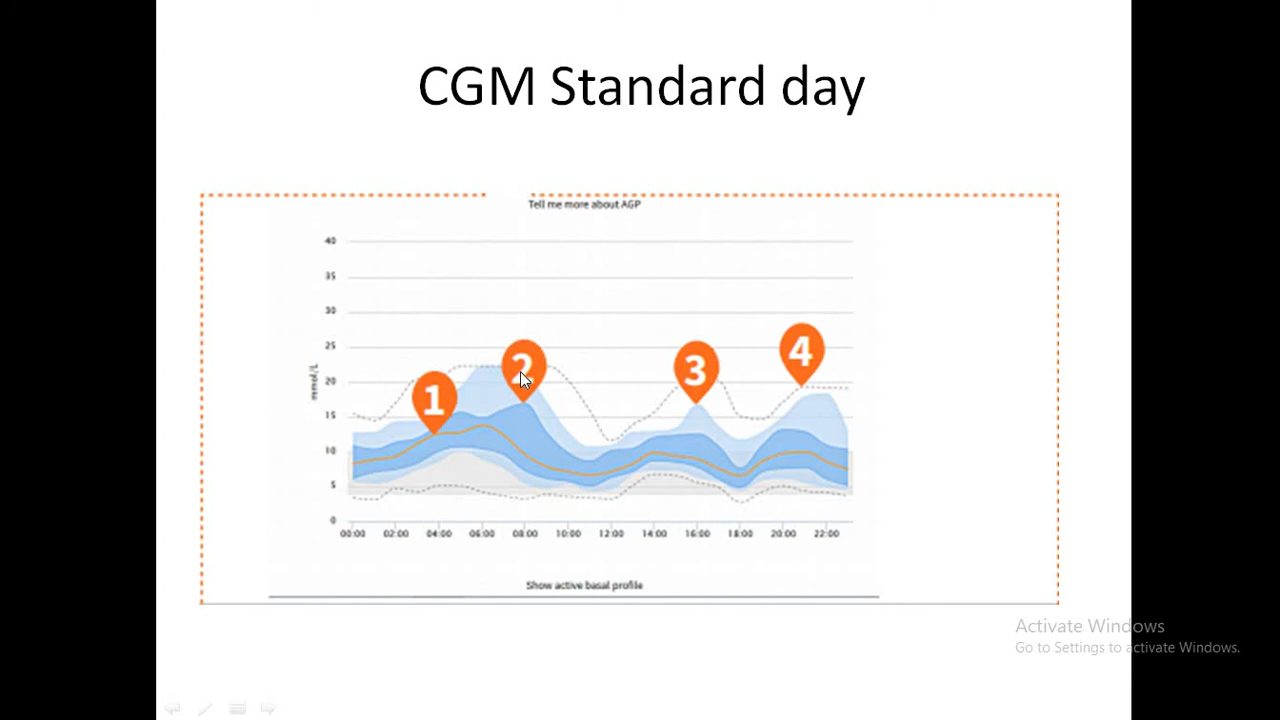 CGM Standard day
Tell me more about AGP
40
35
30
25
20
15
10
5
0
mmol/L
1
2
3
4
00:00 02:00 04:00 06:00 08:00 10:00 12:00 14:00 16:00 18:00 20:00 22:00
Show active basal profile
Activate Windows
Go to Settings to activate Windows.